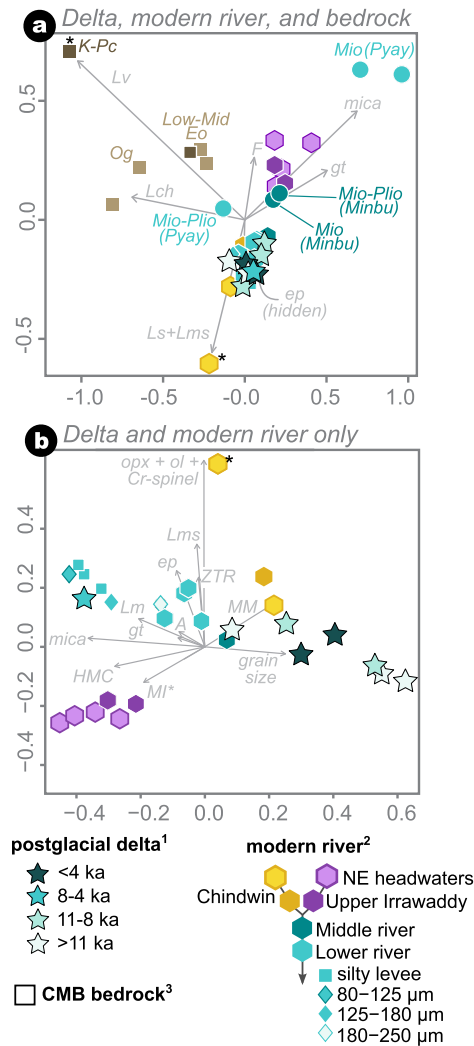 a Delta, modern river, and bedrock
* K-Pc
Mio (Pyay)
Lv
mica
0.5
Low-Mid
Eo
F
Og
gt
Lch
Mio-Plio
(Minbu)
0.0
Mio-Plio
(Pyay)
Mio
(Minbu)
ep
(hidden)
Ls+Lms
-0.5
*
-1.0 -0.5 -0.0 0.5 1.0
b Delta and modern river only
opx + ol +
Cr-spinel
*
0.4
Lms
ep
ZTR
0.2
Lm
MM
gt
A
mica
0.0
grain
size
HMC
MI*
−0.2
−0.4
−0.4 −0.2 0.0 0.2 0.4 0.6
postglacial delta1
<4 ka
8-4 ka
11-8 ka
>11 ka
CMB bedrock3
modern river2
NE headwaters
Chindwin
Upper Irrawaddy
Middle river
Lower river
silty levee
80−125 µm
125−180 µm
180−250 µm